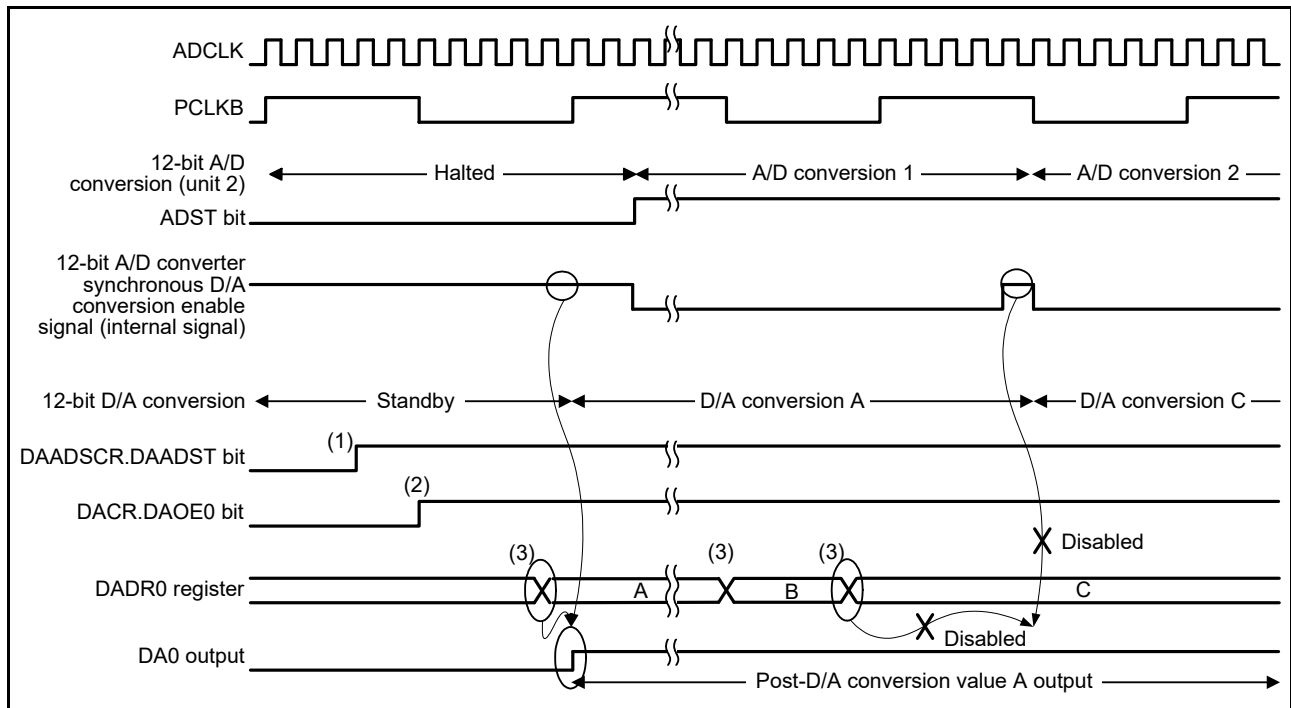 ADCLK
PCLKB
12-bit A/D
conversion (unit 2)
Halted
A/D conversion 1
A/D conversion 2
ADST bit
12-bit A/D converter
synchronous D/A
conversion enable
signal (internal signal)
12-bit D/A conversion
Standby
D/A conversion A
D/A conversion C
DAADSCR.DAADST bit
(1)
DACR.DAOE0 bit
(2)
Disabled
DADR0 register
(3)
A
(3)
B
(3)
C
Disabled
DA0 output
Post-D/A conversion value A output